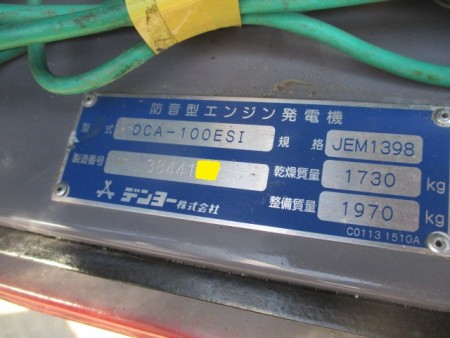 防音型エンジン発電機
型式 DCA-100ESI 規格 JEM1398
製造番号 38441 乾燥質量 1730 kg
デンヨー株式会社 整備質量 1970 kg
C0113 1510A